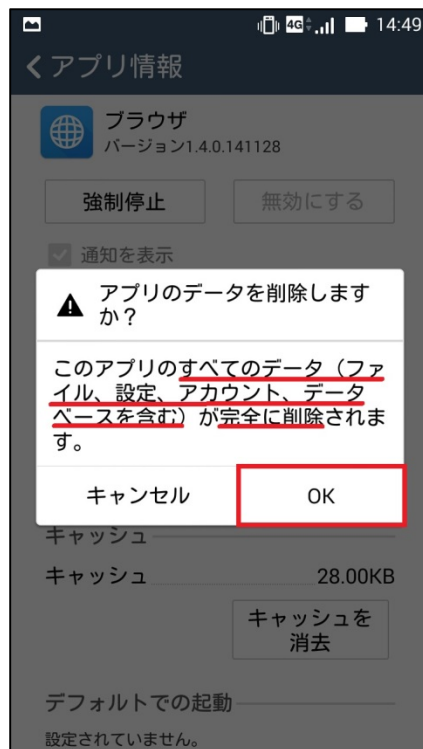 4G 14:49
アプリ情報
ブラウザ
バージョン1.4.0.141128
強制停止 無効にする
通知を表示
アプリのデータを削除します
か？
このアプリのすべてのデータ（ファ
イル、設定、アカウント、データ
ベースを含む）が完全に削除されま
す。
キャンセル OK
キャッシュ
キャッシュ 28.00KB
キャッシュを
消去
デフォルトでの起動
設定されていません。